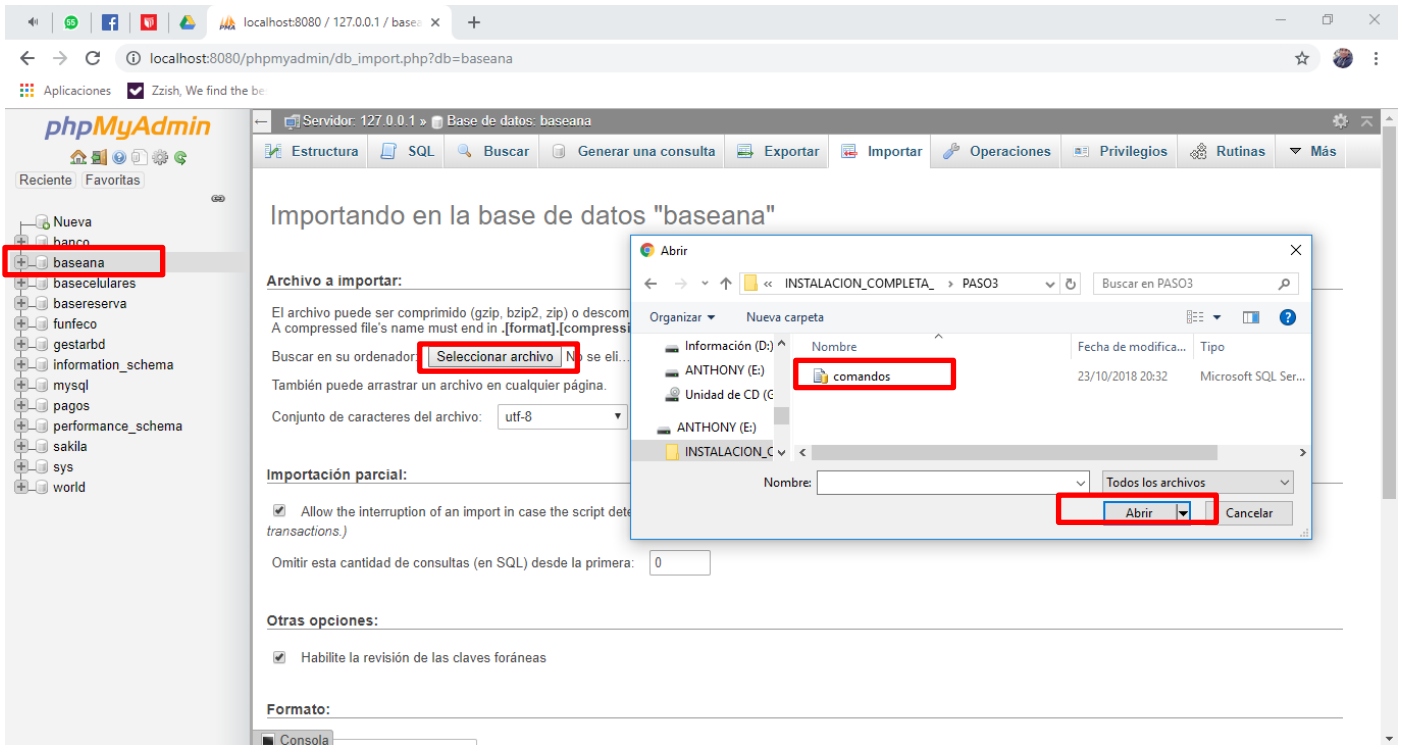 55
localhost:8080 / 127.0.0.1 / basea
localhost:8080/phpmyadmin/db_import.php?db=baseana
Aplicaciones Zzish, We find the be
phpMyAdmin
Reciente Favoritas
Nueva
banco
baseana
basecelulares
basereserva
funfeco
gestarbd
information_schema
mysql
pagos
performance_schema
sakila
sys
world
Servidor: 127.0.0.1 » Base de datos: baseana
Estructura SQL Buscar Generar una consulta Exportar Importar Operaciones Privilegios Rutinas Más
Importando en la base de datos "baseana"
Archivo a importar:
El archivo puede ser comprimido (gzip, bzip2, zip) o descom
A compressed file's name must end in .[format].[compressi
Buscar en su ordenador: Seleccionar archivo No se eli...
También puede arrastrar un archivo en cualquier página.
Conjunto de caracteres del archivo: utf-8
Importación parcial:
Allow the interruption of an import in case the script dete
transactions.)
Omitir esta cantidad de consultas (en SQL) desde la primera: 0
Otras opciones:
Habilite la revisión de las claves foráneas
Formato:
Consola
Abrir
« INSTALACION_COMPLETA_ > PASO3 Buscar en PASO3
Organizar Nueva carpeta
Información (D:)
ANTHONY (E:)
Unidad de CD (G
ANTHONY (E:)
INSTALACION_C
Nombre Fecha de modifica... Tipo
comandos 23/10/2018 20:32 Microsoft SQL Ser...
Nombre: Todos los archivos
Abrir Cancelar